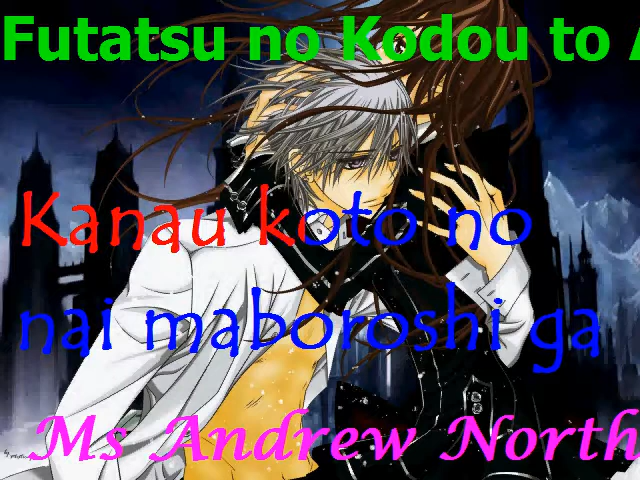 Futatsu no Kodou to A
Kanau koto no
nai maboroshi ga
Ms Andrew North